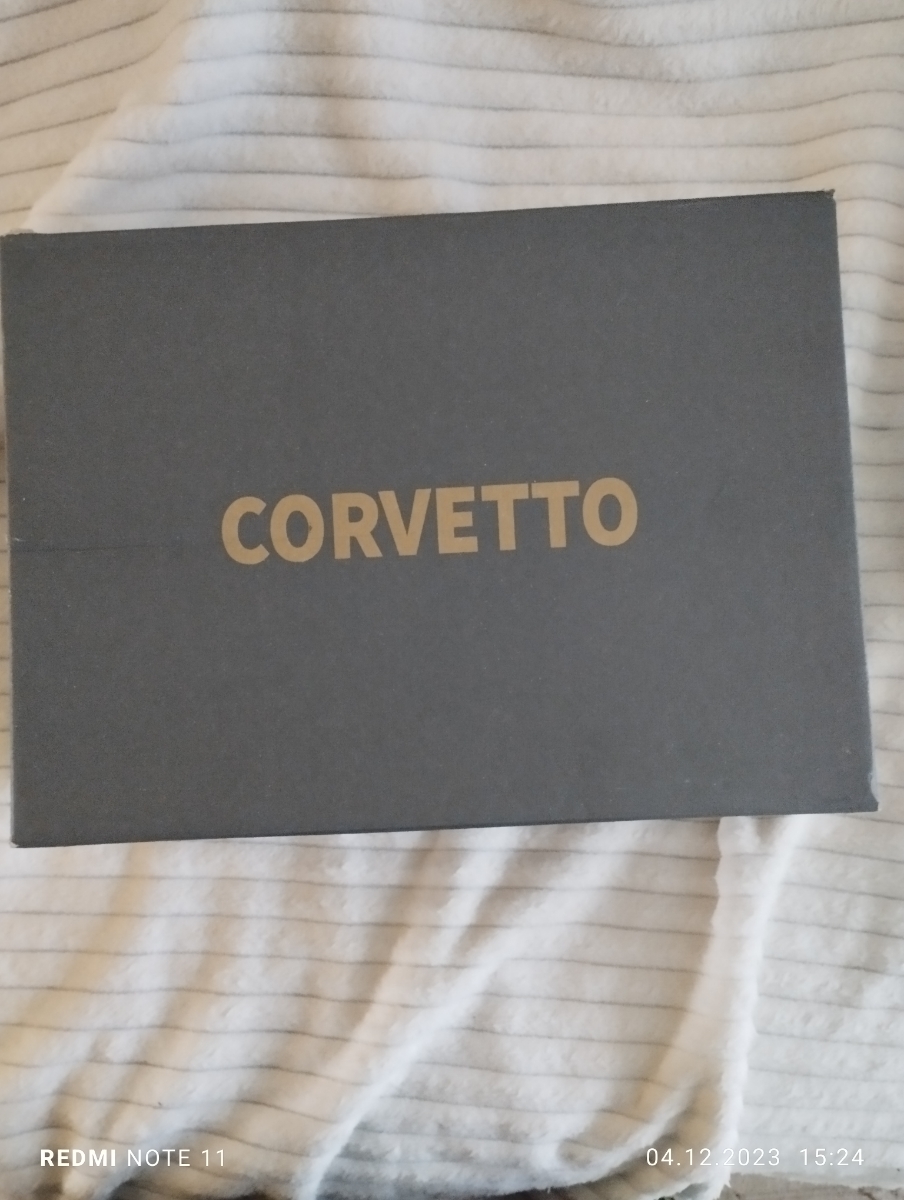 CORVETTO
REDMI NOTE 11
04.12.2023 15:24